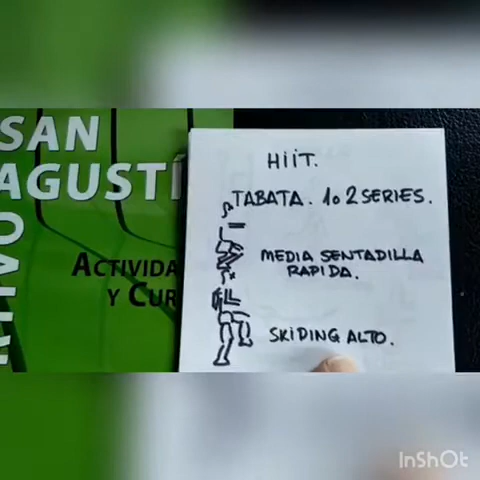 SAN
AGUSTÍ
ACTIVIDA
Y CUR
HIIT.
TABATA. 1 o 2 SERIES.
MEDIA SENTADILLA
RAPIDA.
SKIDING ALTO.
InShOt